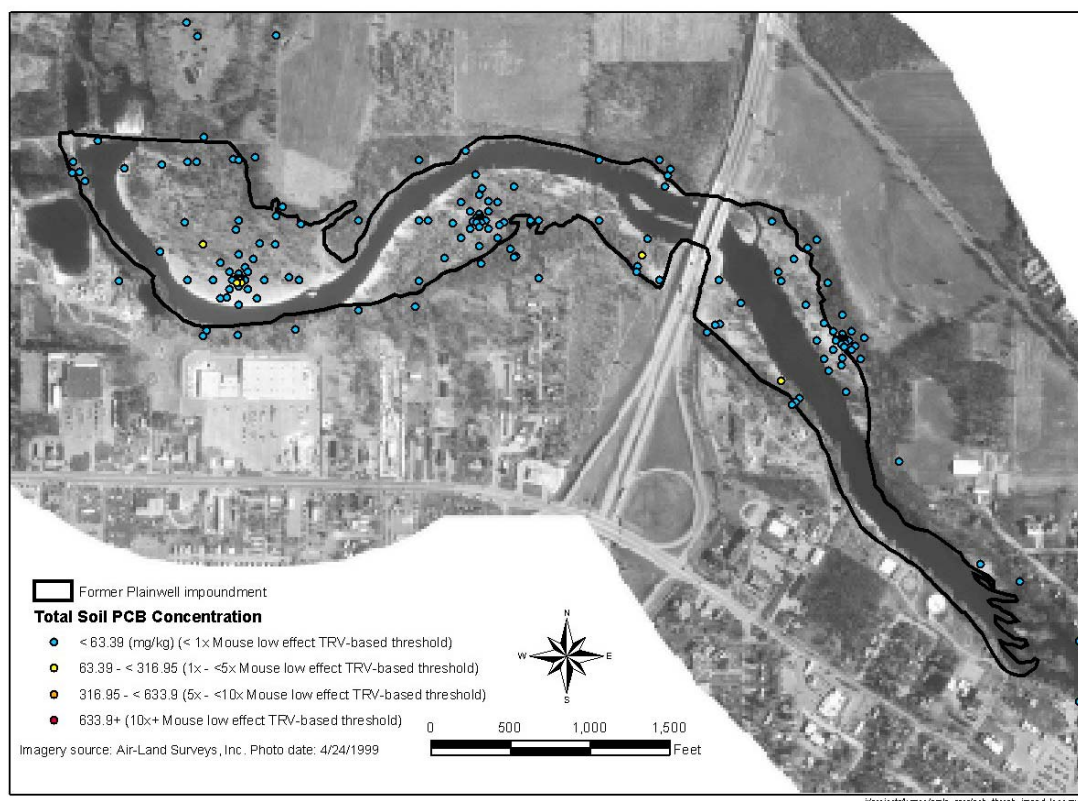 Former Plainwell impoundment
Total Soil PCB Concentration
< 63.39 (mg/kg) (< 1x Mouse low effect TRV-based threshold)
63.39 - < 316.95 (1x - <5x Mouse low effect TRV-based threshold)
316.95 - < 633.9 (5x - <10x Mouse low effect TRV-based threshold)
633.9+ (10x+ Mouse low effect TRV-based threshold)
Imagery source: Air-Land Surveys, Inc. Photo date: 4/24/1999
N
W E
S
0 500 1,000 1,500
Feet